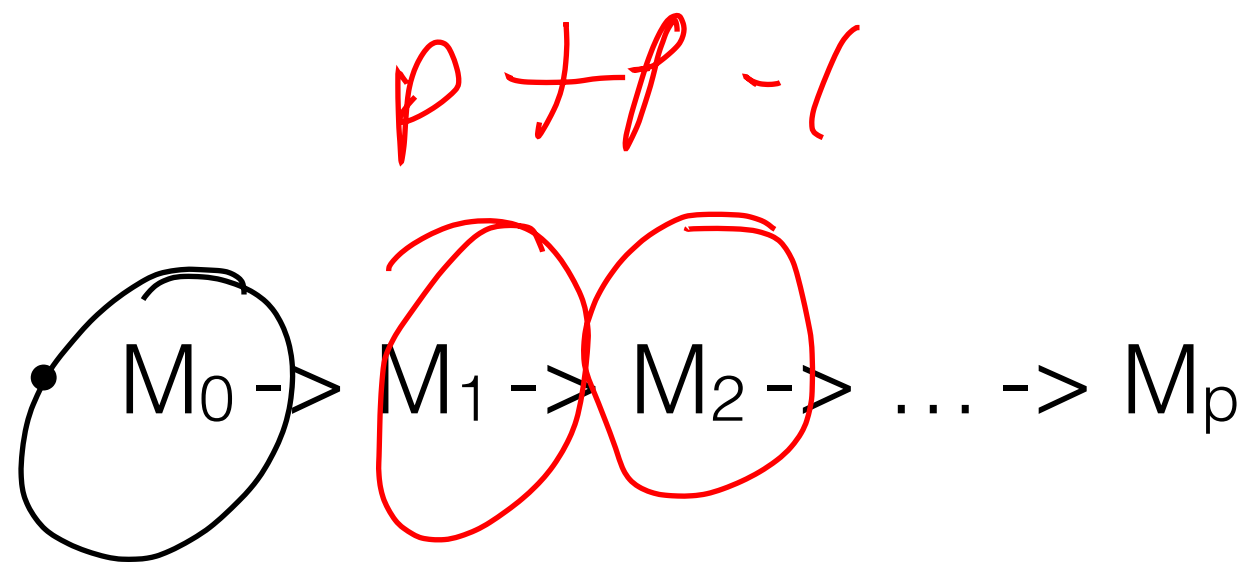 p + p - (
M₀ -> M₁ -> M₂ -> ... -> Mₚ